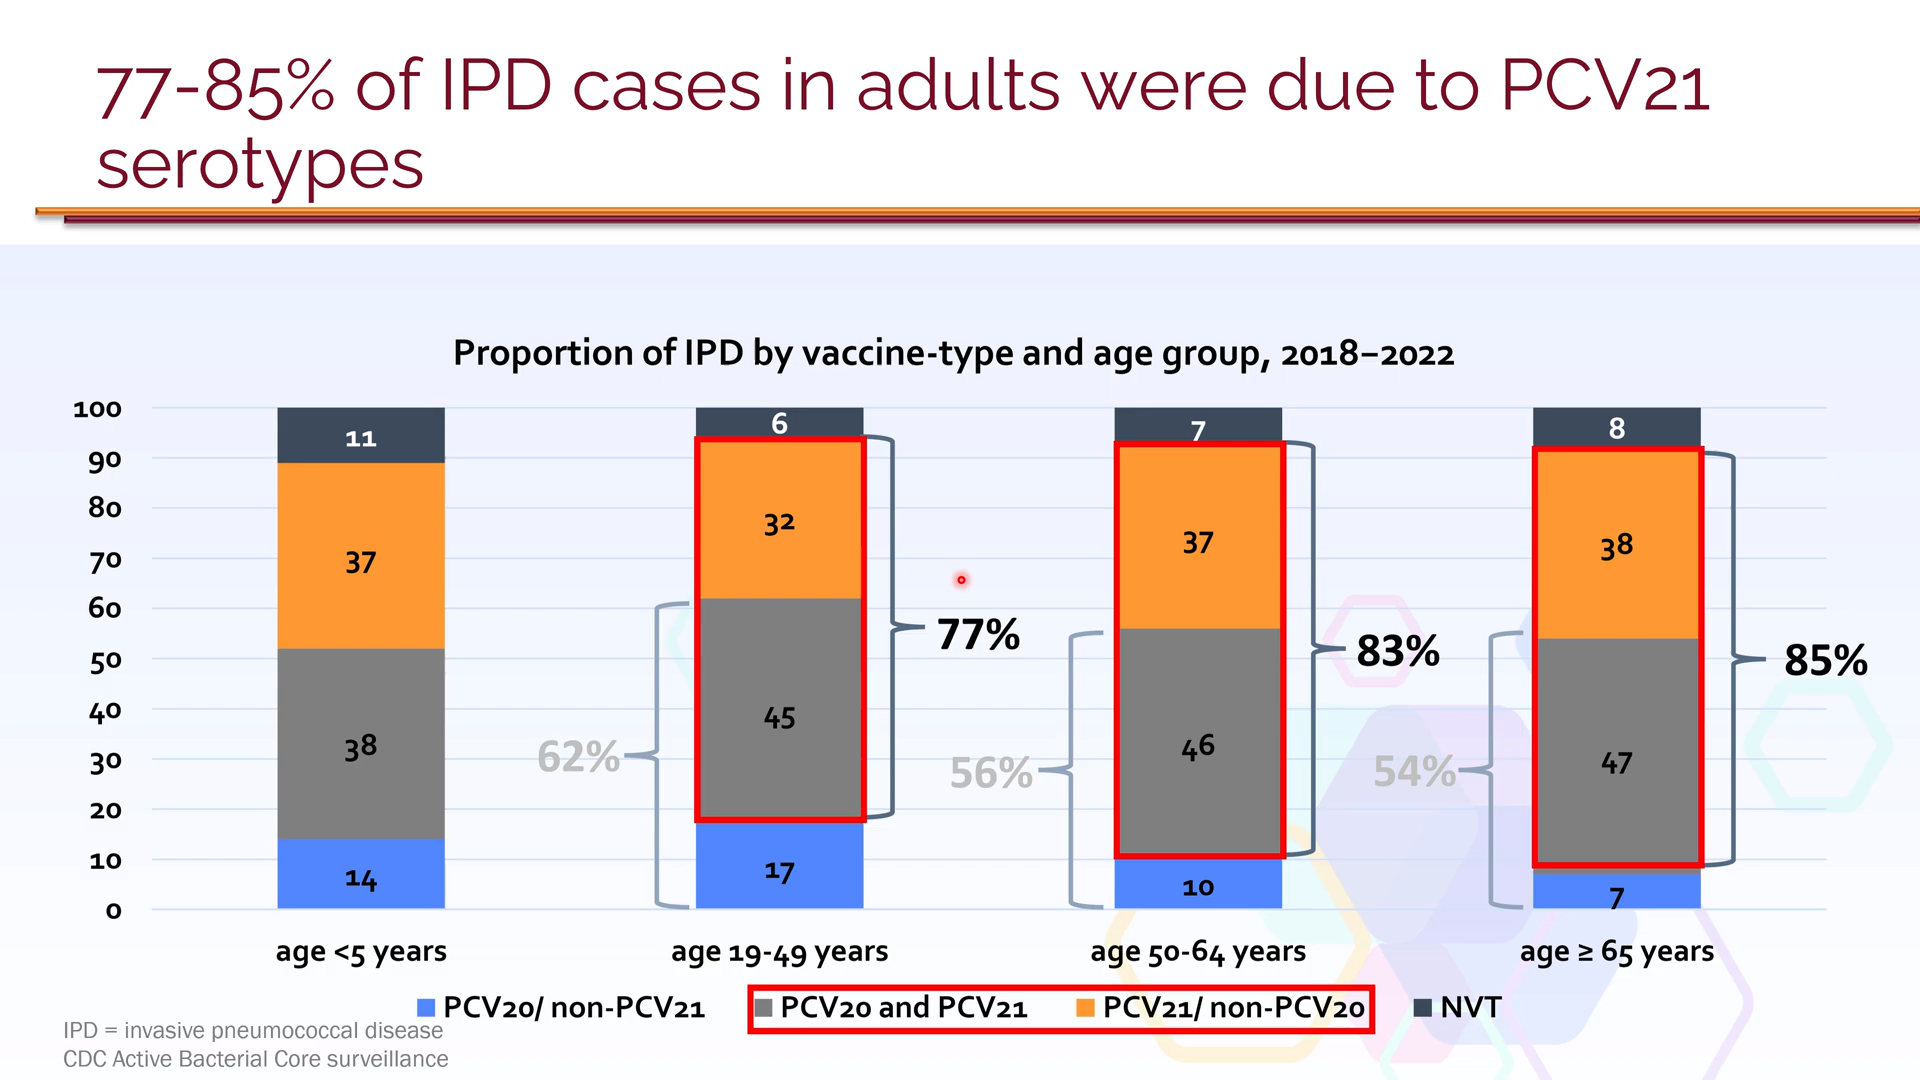 77-85% of IPD cases in adults were due to PCV21
serotypes
Proportion of IPD by vaccine-type and age group, 2018–2022
100
90
80
70
60
50
40
30
20
10
0
11
37
38
14
6
32
45
17
62%
77%
7
37
46
10
56%
83%
8
38
47
7
54%
85%
age <5 years
age 19-49 years
age 50-64 years
age ≥ 65 years
PCV20/ non-PCV21
PCV20 and PCV21
PCV21/ non-PCV20
NVT
IPD = invasive pneumococcal disease
CDC Active Bacterial Core surveillance